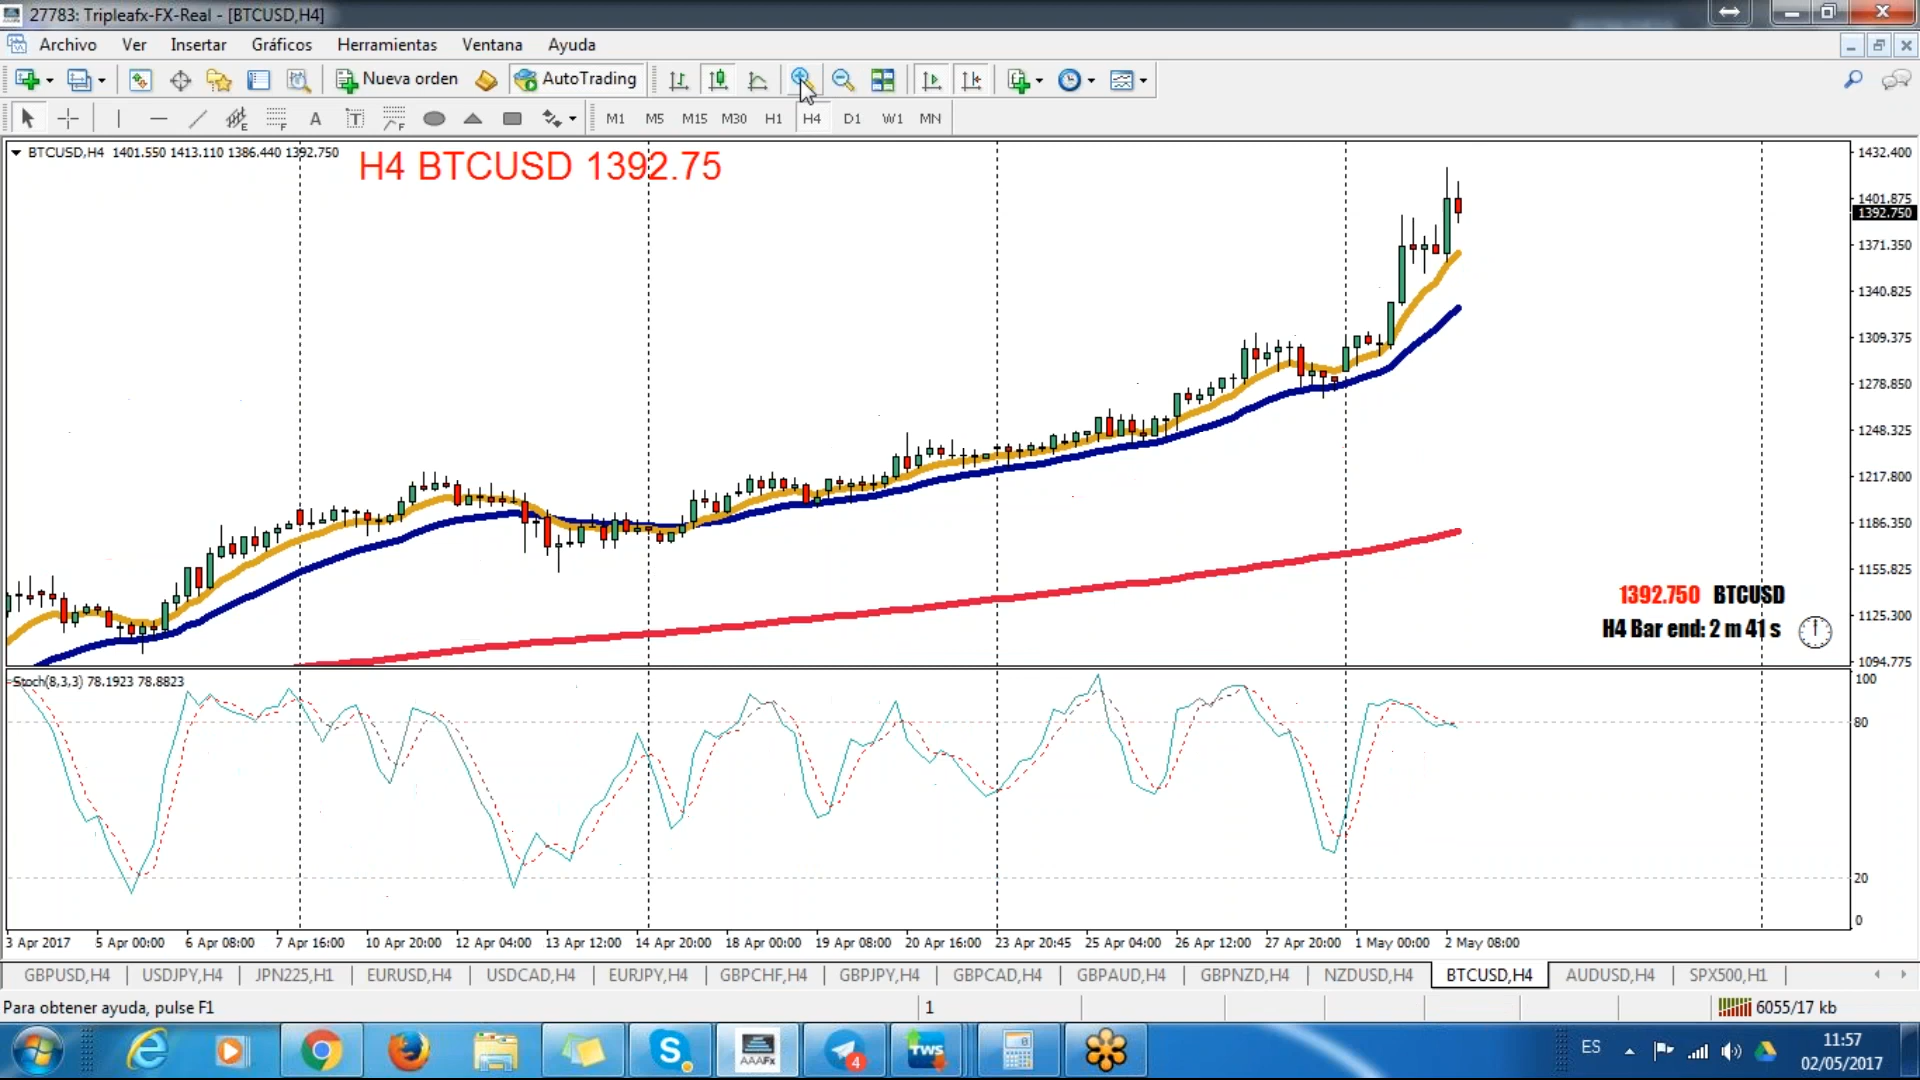 27783: Tripleafx-FX-Real - [BTCUSD,H4]
Archivo Ver Insertar Gráficos Herramientas Ventana Ayuda
Nueva orden AutoTrading
A T F M1 M5 M15 M30 H1 H4 D1 W1 MN
BTCUSD,H4 1401.550 1413.110 1386.440 1392.750
H4 BTCUSD 1392.75
1432.400
1401.875
1392.750
1371.350
1340.825
1309.375
1278.850
1248.325
1217.800
1186.350
1155.825
1125.300
1094.775
1392.750 BTCUSD
H4 Bar end: 2 m 41 s
Stoch(8,3,3) 78.1923 78.8823
100
80
20
0
3 Apr 2017 5 Apr 00:00 6 Apr 08:00 7 Apr 16:00 10 Apr 20:00 12 Apr 04:00 13 Apr 12:00 14 Apr 20:00 18 Apr 00:00 19 Apr 08:00 20 Apr 16:00 23 Apr 20:45 25 Apr 04:00 26 Apr 12:00 27 Apr 20:00 1 May 00:00 2 May 08:00
GBPUSD,H4 USDJPY,H4 JPN225,H1 EURUSD,H4 USDCAD,H4 EURJPY,H4 GBPCHF,H4 GBPJPY,H4 GBPCAD,H4 GBPAUD,H4 GBPNZD,H4 NZDUSD,H4 BTCUSD,H4 AUDUSD,H4 SPX500,H1
Para obtener ayuda, pulse F1 1 6055/17 kb
AAAFx 4 TWS ES
11:57
02/05/2017